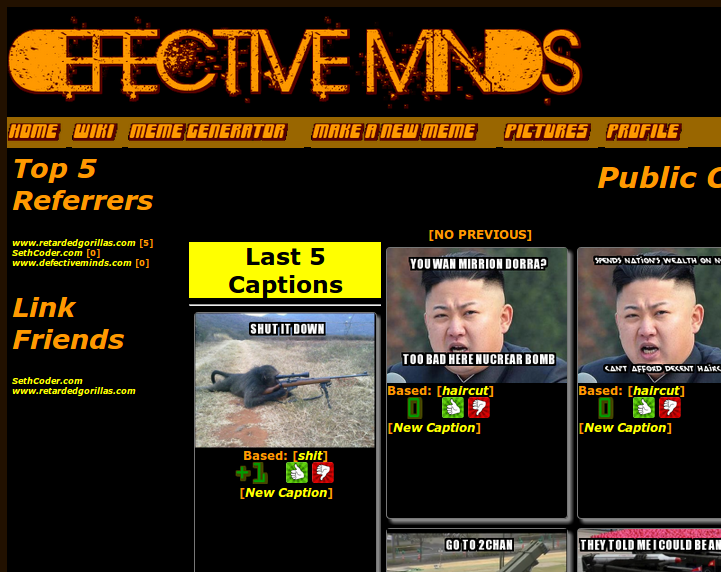 DEFECTIVE MINDS
HOME WIKI MEME GENERATOR MAKE A NEW MEME PICTURES PROFILE
Top 5
Referrers
www.retardedgorillas.com [5]
SethCoder.com [0]
www.defectiveminds.com [0]
Link
Friends
SethCoder.com
www.retardedgorillas.com
Last 5
Captions
SHUT IT DOWN
Based: [shit]
+1
[New Caption]
Public C
[NO PREVIOUS]
YOU WAN MIRRION DORRA?
TOO BAD HERE NUCREAR BOMB
Based: [haircut]
0
[New Caption]
SPENDS NATION'S WEALTH ON N
CAN'T AFFORD DECENT HAIRC
Based: [haircut]
0
[New Caption]
GO TO 2CHAN
THEY TOLD ME I COULD BE AN